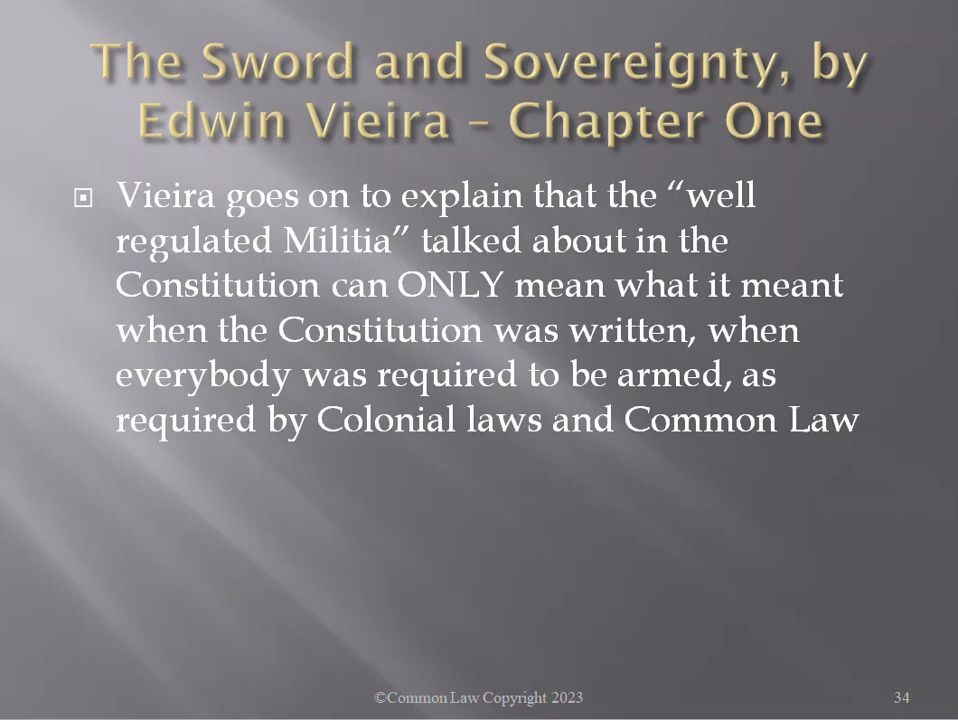 The Sword and Sovereignty, by
Edwin Vieira – Chapter One
Vieira goes on to explain that the “well
regulated Militia” talked about in the
Constitution can ONLY mean what it meant
when the Constitution was written, when
everybody was required to be armed, as
required by Colonial laws and Common Law
©Common Law Copyright 2023
34